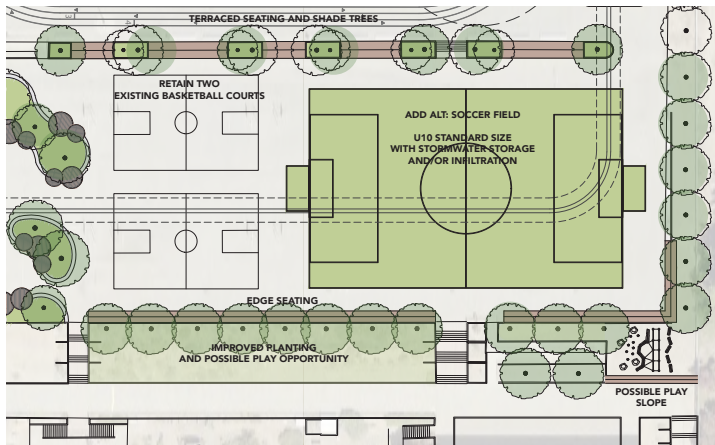 TERRACED SEATING AND SHADE TREES
RETAIN TWO
EXISTING BASKETBALL COURTS
ADD ALT: SOCCER FIELD
U10 STANDARD SIZE
WITH STORMWATER STORAGE
AND/OR INFILTRATION
EDGE SEATING
IMPROVED PLANTING
AND POSSIBLE PLAY OPPORTUNITY
POSSIBLE PLAY
SLOPE